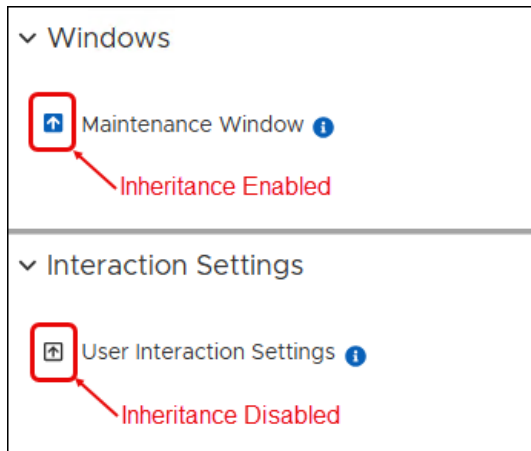 Windows
Maintenance Window
Inheritance Enabled
Interaction Settings
User Interaction Settings
Inheritance Disabled